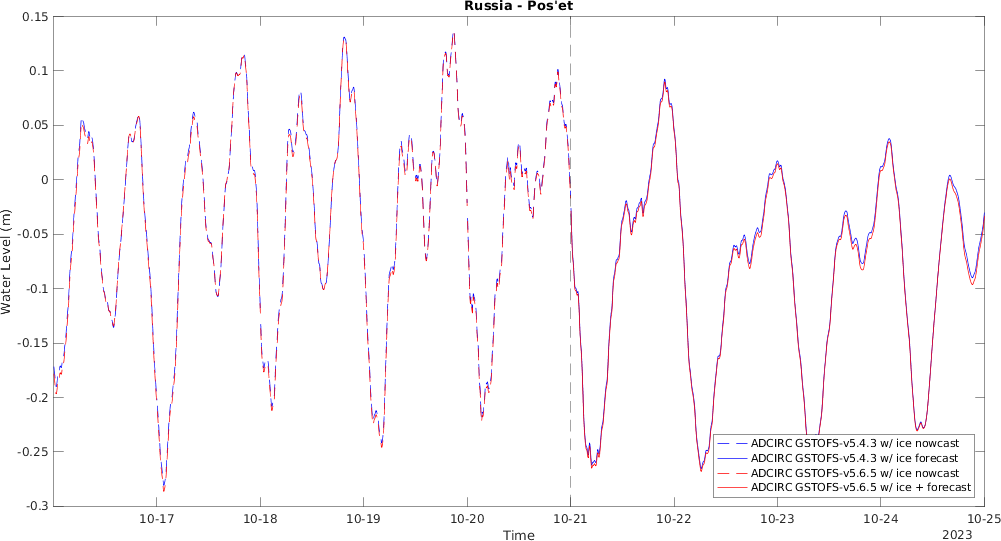 Russia - Pos'et
Water Level (m)
0.15
0.1
0.05
0
-0.05
-0.1
-0.15
-0.2
-0.25
-0.3
ADCIRC GSTOFS-v5.4.3 w/ ice nowcast
ADCIRC GSTOFS-v5.4.3 w/ ice forecast
ADCIRC GSTOFS-v5.6.5 w/ ice nowcast
ADCIRC GSTOFS-v5.6.5 w/ ice + forecast
10-17 10-18 10-19 10-20 10-21 10-22 10-23 10-24 10-25
Time
2023